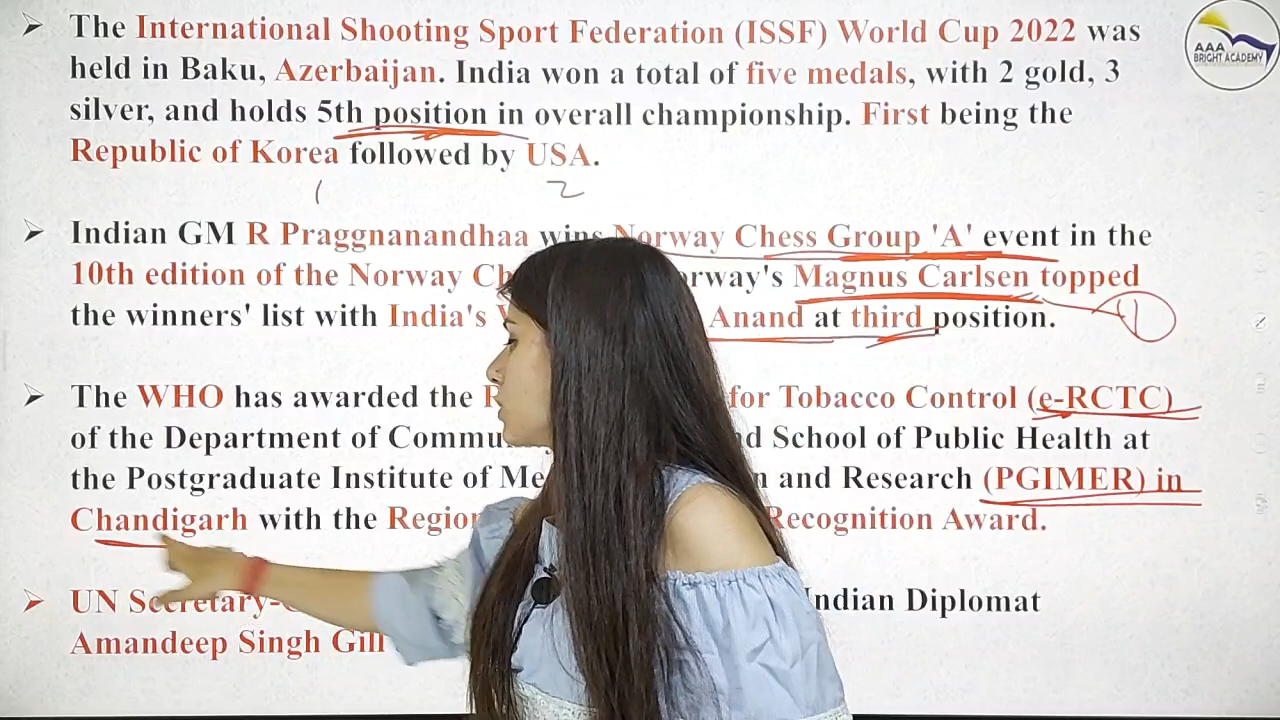 The International Shooting Sport Federation (ISSF) World Cup 2022 was
held in Baku, Azerbaijan. India won a total of five medals, with 2 gold, 3
silver, and holds 5th position in overall championship. First being the
Republic of Korea followed by USA.
1 2
Indian GM R Praggnanandhaa wins Norway Chess Group 'A' event in the
10th edition of the Norway Magnus Carlsen topped
the winners' list with India's Anand at third position.
1
The WHO has awarded the for Tobacco Control (e-RCTC)
of the Department of School of Public Health at
the Postgraduate Institute of and Research (PGIMER) in
Chandigarh with the Recognition Award.
UN Secretary- Indian Diplomat
Amandeep Singh Gill
AAA
BRIGHT ACADEMY